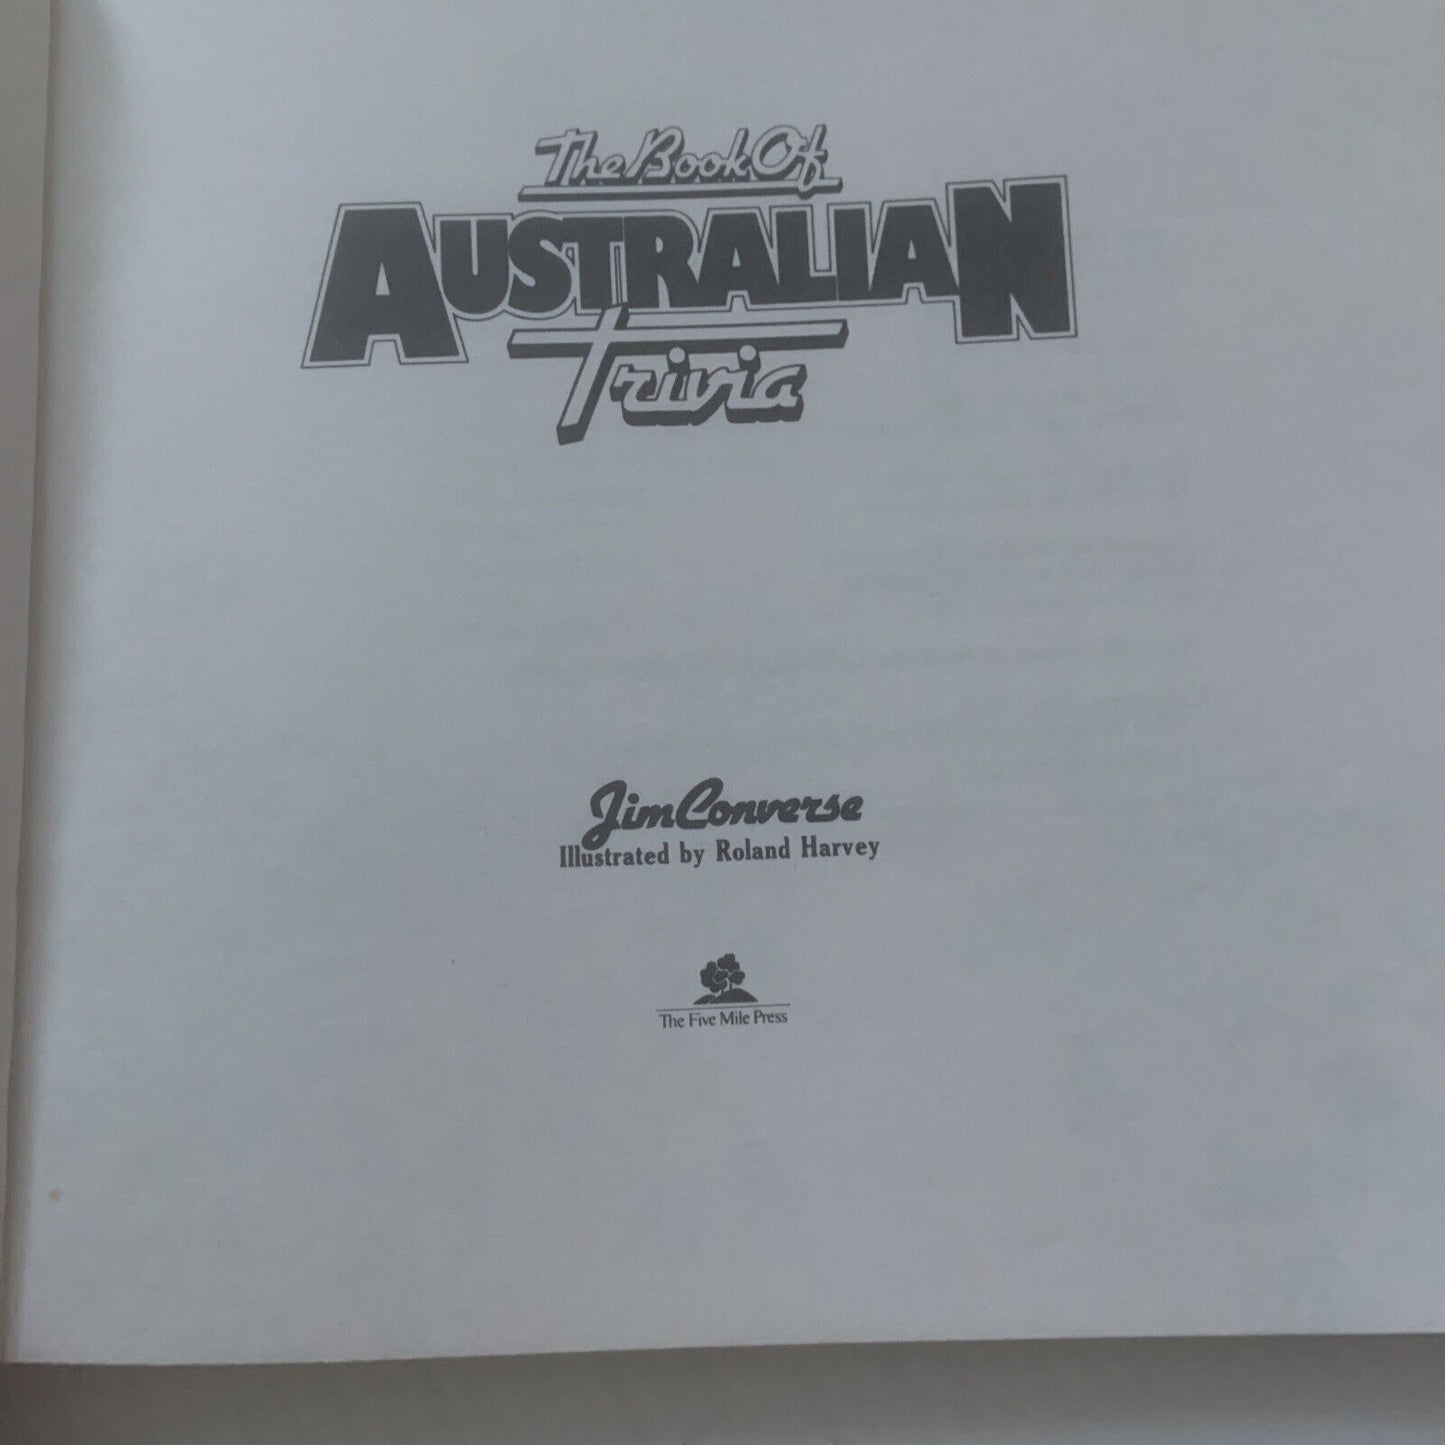 The Book Of
AUSTRALIAN
Trivia
Jim Converse
Illustrated by Roland Harvey
The Five Mile Press